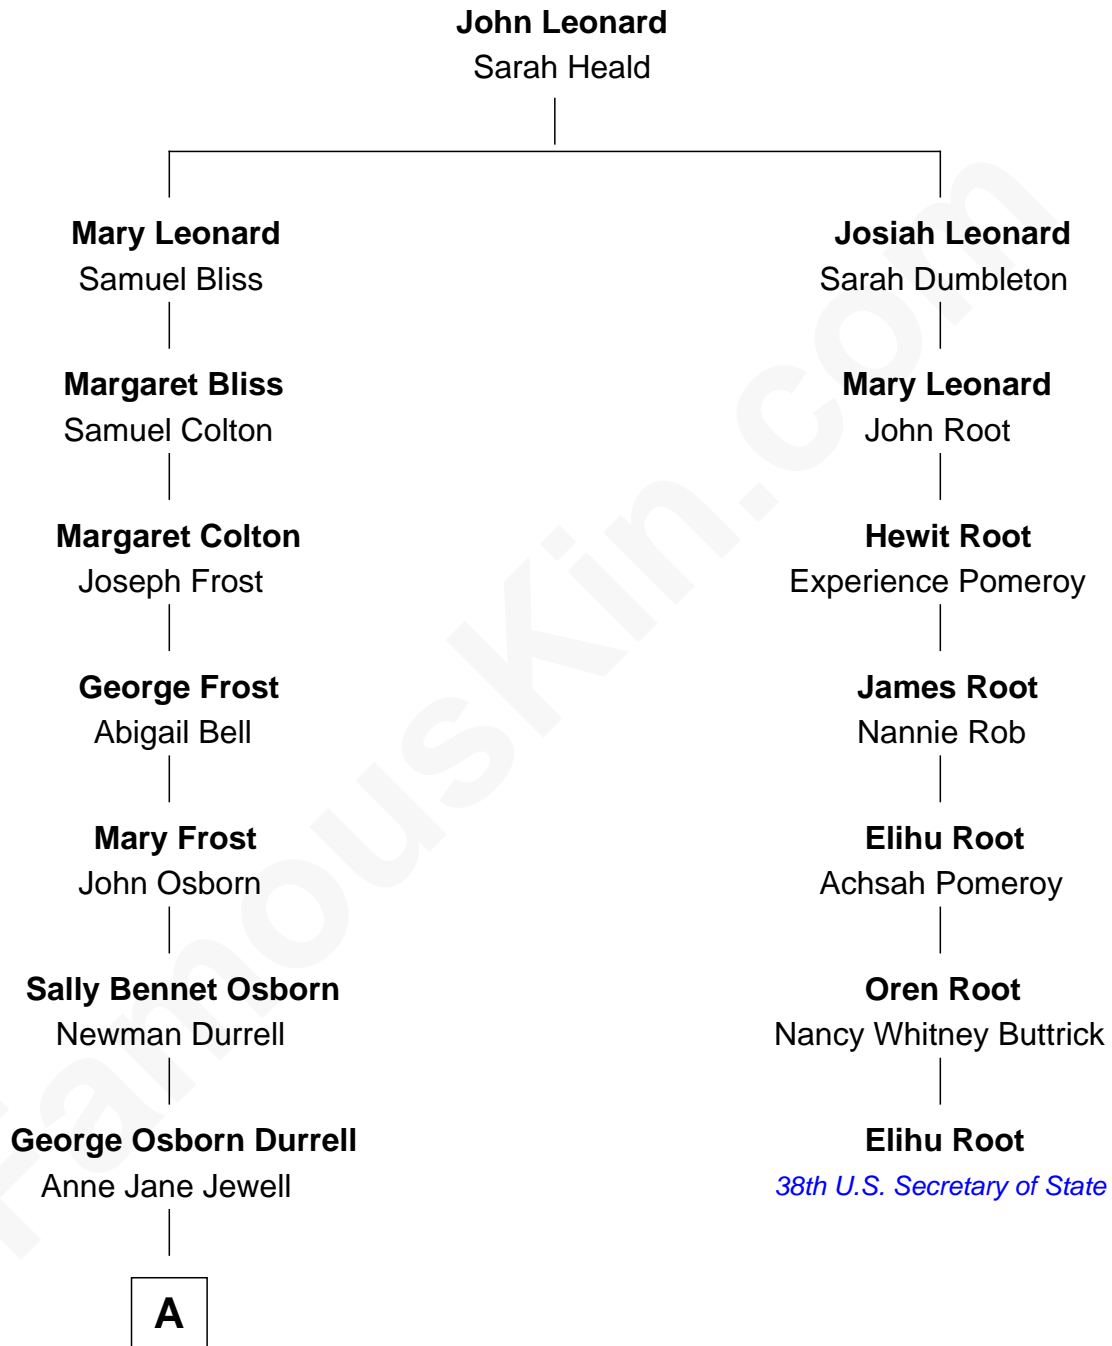 John Leonard
Sarah Heald
Mary Leonard
Samuel Bliss
Josiah Leonard
Sarah Dumbleton
Margaret Bliss
Samuel Colton
Mary Leonard
John Root
Margaret Colton
Joseph Frost
Hewit Root
Experience Pomeroy
George Frost
Abigail Bell
James Root
Nannie Rob
Mary Frost
John Osborn
Elihu Root
Achsah Pomeroy
Sally Bennet Osborn
Newman Durrell
Oren Root
Nancy Whitney Buttrick
George Osborn Durrell
Anne Jane Jewell
Elihu Root
38th U.S. Secretary of State
A
FamousKin.com